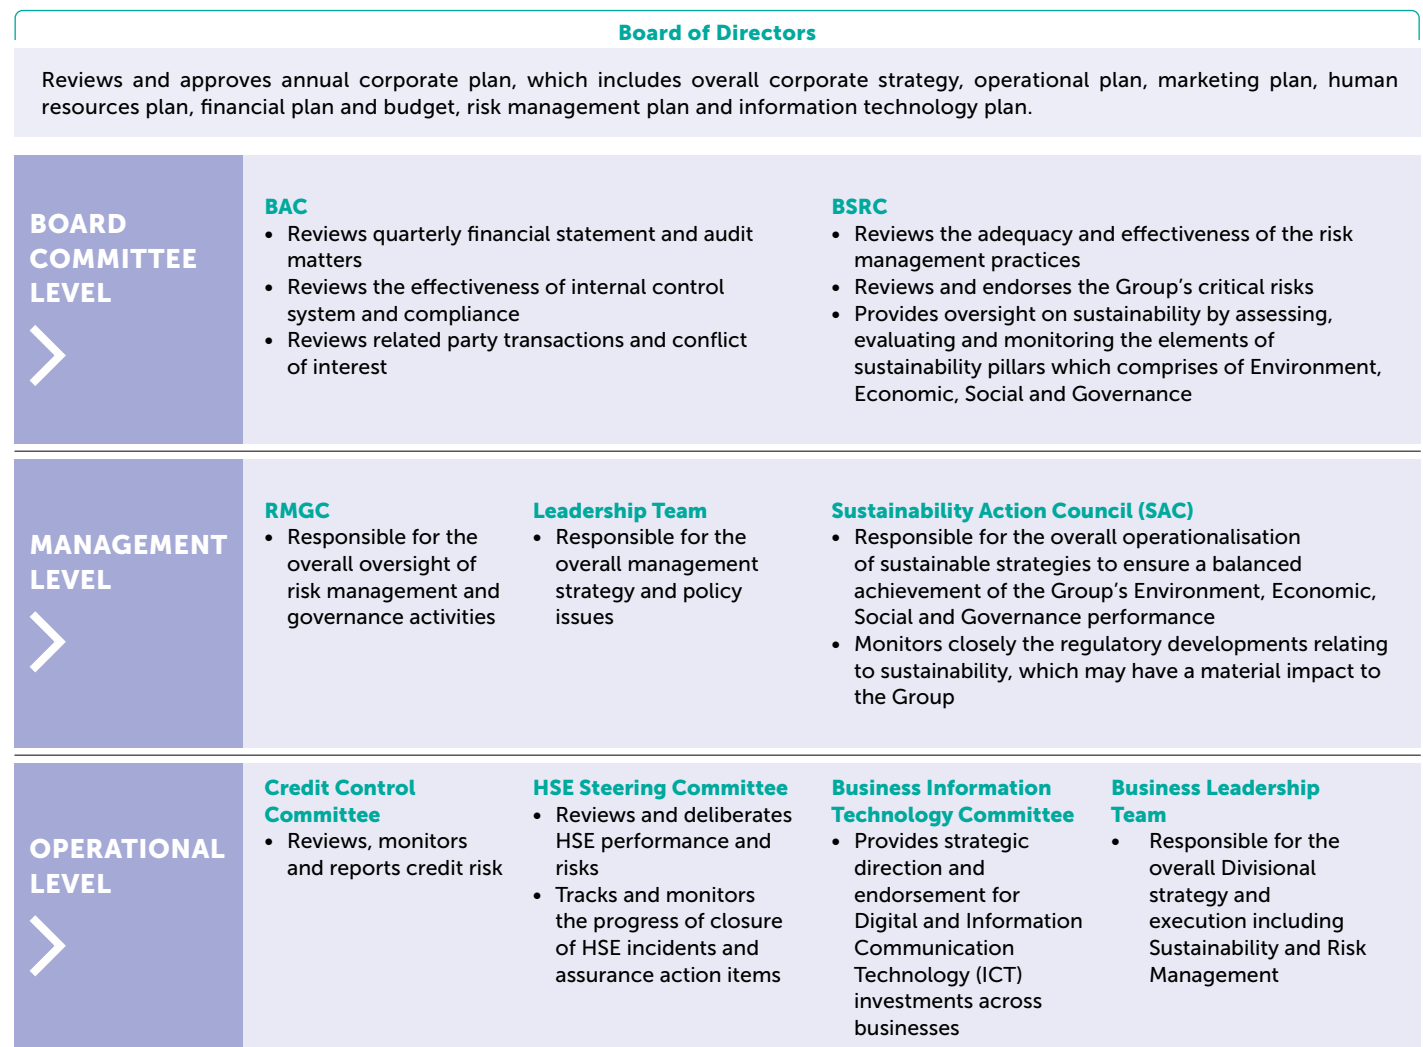 Board of Directors
Reviews and approves annual corporate plan, which includes overall corporate strategy, operational plan, marketing plan, human
resources plan, financial plan and budget, risk management plan and information technology plan.
BOARD
COMMITTEE
LEVEL
BAC
• Reviews quarterly financial statement and audit
matters
• Reviews the effectiveness of internal control
system and compliance
• Reviews related party transactions and conflict
of interest
BSRC
• Reviews the adequacy and effectiveness of the risk
management practices
• Reviews and endorses the Group's critical risks
• Provides oversight on sustainability by assessing,
evaluating and monitoring the elements of
sustainability pillars which comprises of Environment,
Economic, Social and Governance
MANAGEMENT
LEVEL
RMGC
• Responsible for the
overall oversight of
risk management and
governance activities
Leadership Team
• Responsible for the
overall management
strategy and policy
issues
Sustainability Action Council (SAC)
• Responsible for the overall operationalisation
of sustainable strategies to ensure a balanced
achievement of the Group's Environment, Economic,
Social and Governance performance
• Monitors closely the regulatory developments relating
to sustainability, which may have a material impact to
the Group
OPERATIONAL
LEVEL
Credit Control
Committee
• Reviews, monitors
and reports credit risk
HSE Steering Committee
• Reviews and deliberates
HSE performance and
risks
• Tracks and monitors
the progress of closure
of HSE incidents and
assurance action items
Business Information
Technology Committee
• Provides strategic
direction and
endorsement for
Digital and Information
Communication
Technology (ICT)
investments across
businesses
Business Leadership
Team
• Responsible for the
overall Divisional
strategy and
execution including
Sustainability and Risk
Management